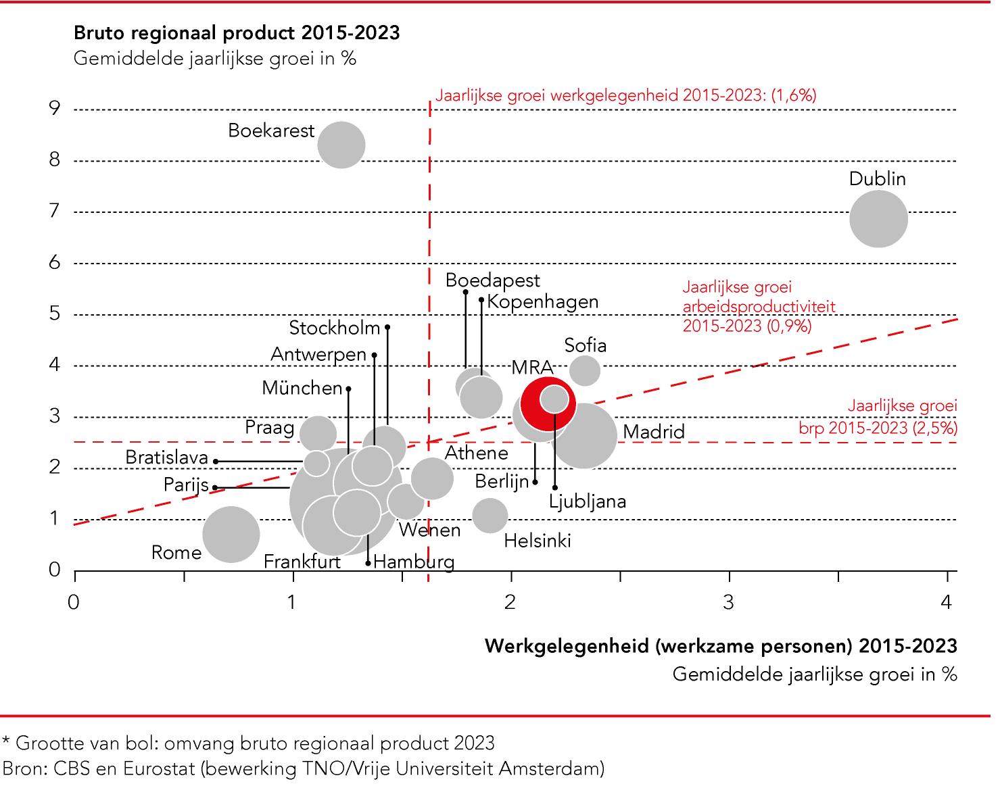 Bruto regionaal product 2015-2023
Gemiddelde jaarlijkse groei in %
Jaarlijkse groei werkgelegenheid 2015-2023: (1,6%)
9
Boekarest
8
Dublin
7
6
Boedapest
Kopenhagen
Jaarlijkse groei
arbeidsproductiviteit
2015-2023 (0,9%)
5
Stockholm
Antwerpen
Sofia
4
MRA
München
3
Praag
Jaarlijkse groei
brp 2015-2023 (2,5%)
Madrid
Athene
Bratislava
2
Parijs
Berlijn
Ljubljana
1
Wenen
Helsinki
Rome
Frankfurt
Hamburg
0
0 1 2 3 4
Werkgelegenheid (werkzame personen) 2015-2023
Gemiddelde jaarlijkse groei in %
* Grootte van bol: omvang bruto regionaal product 2023
Bron: CBS en Eurostat (bewerking TNO/Vrije Universiteit Amsterdam)